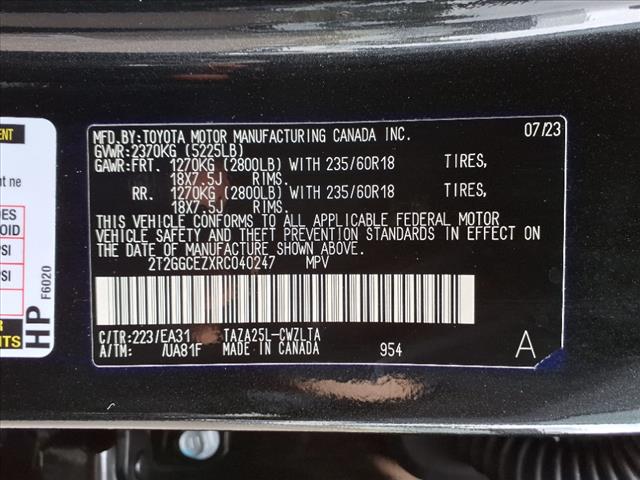 MFD.BY:TOYOTA MOTOR MANUFACTURING CANADA INC. 07/23
GVWR:2370KG (5225LB)
GAWR:FRT. 1270KG (2800LB) WITH 235/60R18 TIRES,
18X7.5J RIMS,
RR. 1270KG (2800LB) WITH 235/60R18 TIRES,
18X7.5J RIMS,
THIS VEHICLE CONFORMS TO ALL APPLICABLE FEDERAL MOTOR
VEHICLE SAFETY AND THEFT PREVENTION STANDARDS IN EFFECT ON
THE DATE OF MANUFACTURE SHOWN ABOVE.
2T2GGCEZXRC040247 MPV
C/TR:223/EA31 TAZA25L-CWZLTA
A/TM: /UA81F MADE IN CANADA 954 A
HP F6020
PSI
PSI